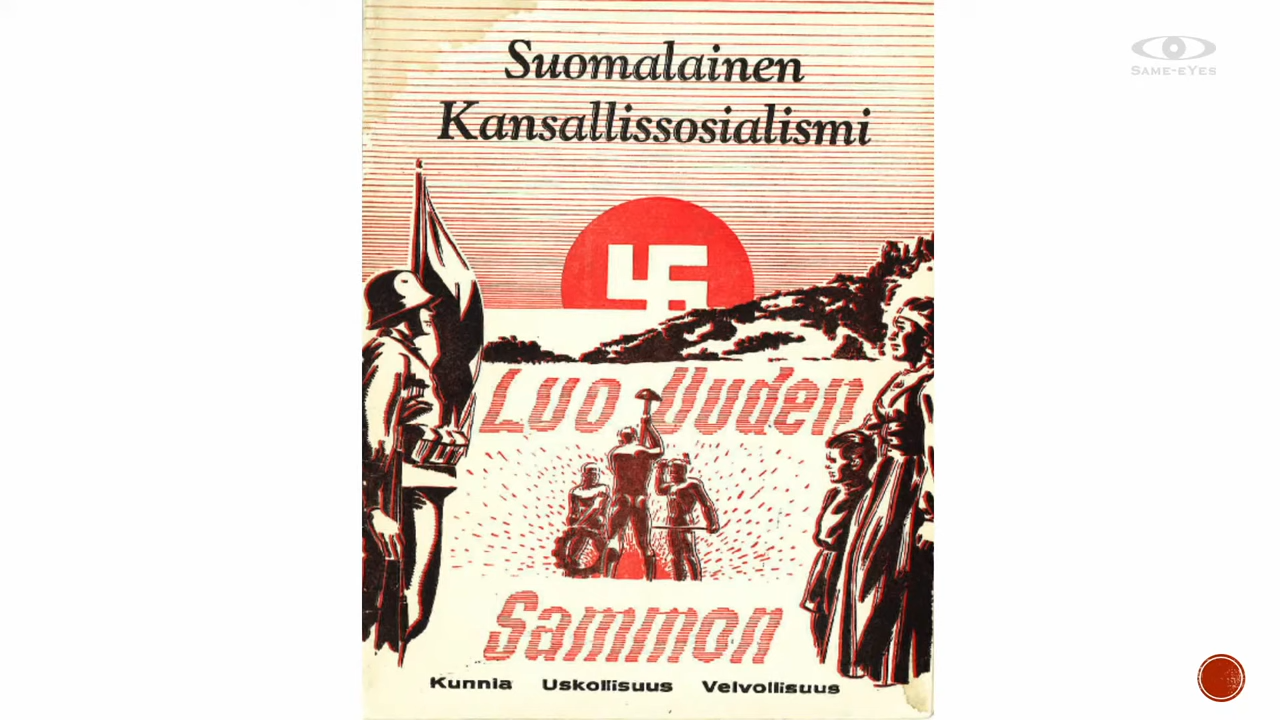 Suomalainen
Kansallissosialismi
Luo Uuden
Sammon
Kunnia Uskollisuus Velvollisuus
SAME-EYES